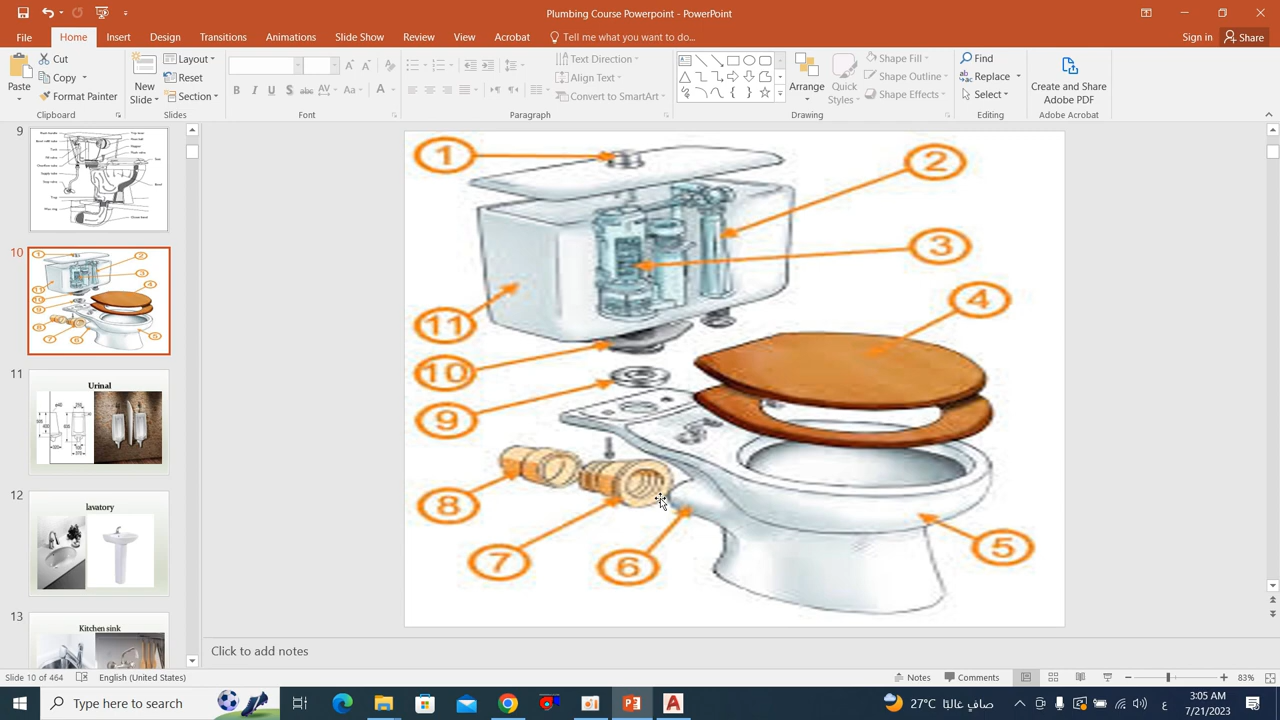 Plumbing Course Powerpoint - PowerPoint
File Home Insert Design Transitions Animations Slide Show Review View Acrobat Tell me what you want to do... Sign in Share
Paste Cut Copy Format Painter
Clipboard
New Slide Layout Reset Section
Slides
B I U S abc AV Aa A
Font
Text Direction Align Text Convert to SmartArt
Paragraph
Arrange Quick Styles Shape Fill Shape Outline Shape Effects
Drawing
Find Replace Select
Editing
Create and Share Adobe PDF
Adobe Acrobat
9
10
11
Urinal
12
lavatory
13
Kitchen sink
1
2
3
4
11
10
9
8
7
6
5
Click to add notes
Slide 10 of 464 English (United States) Notes Comments 83%
Type here to search
27°C صافٍ غالبًا
ع
3:05 AM
7/21/2023